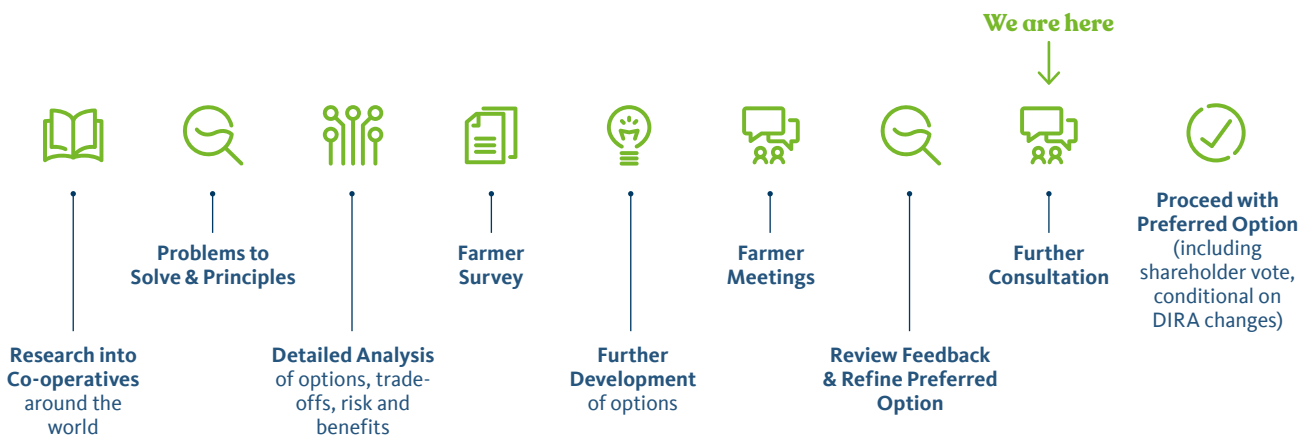 We are here
Research into
Co-operatives
around the
world
Problems to
Solve & Principles
Detailed Analysis
of options, trade-
offs, risk and
benefits
Farmer
Survey
Further
Development
of options
Farmer
Meetings
Review Feedback
& Refine Preferred
Option
Further
Consultation
Proceed with
Preferred Option
(including
shareholder vote,
conditional on
DIRA changes)